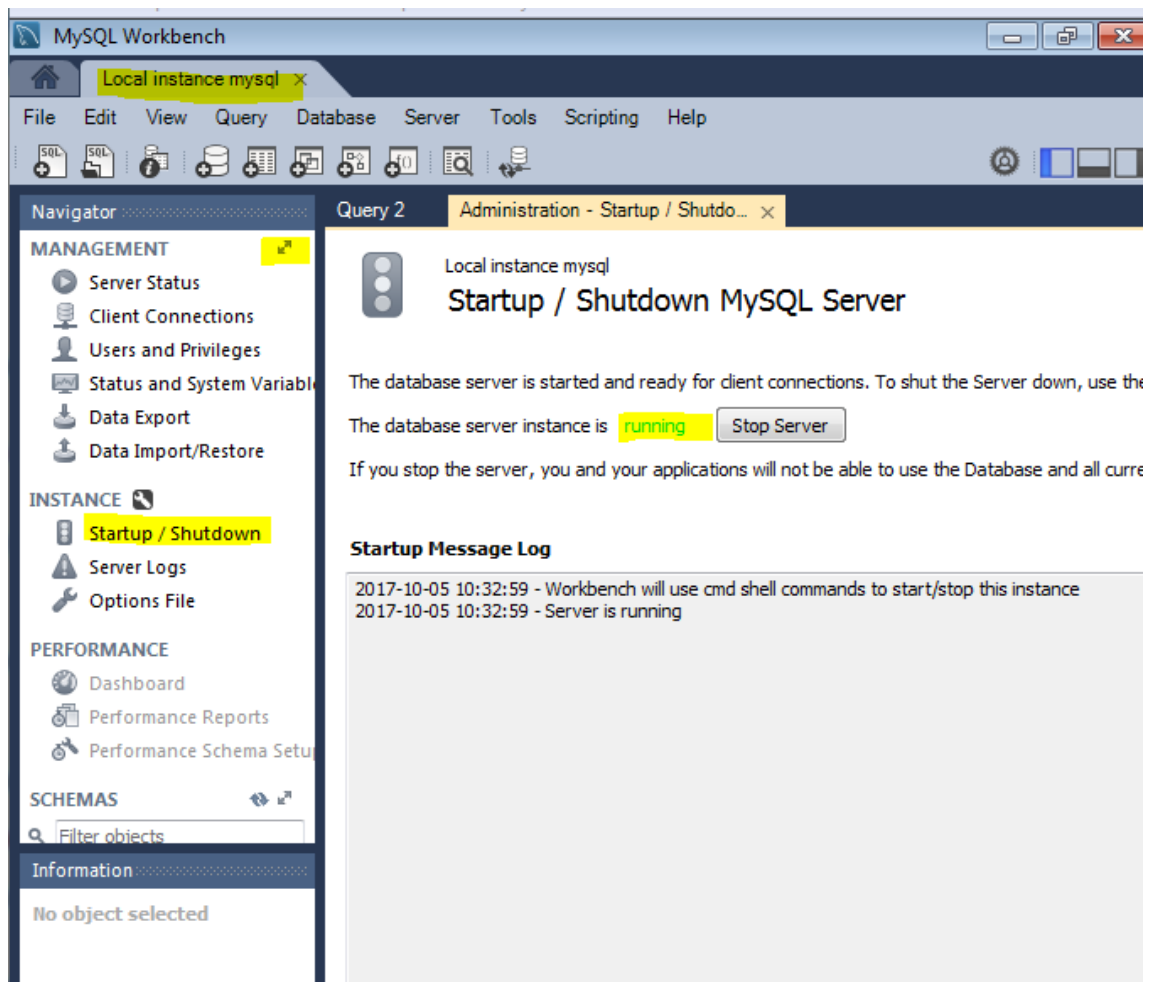 MySQL Workbench
Local instance mysql
File Edit View Query Database Server Tools Scripting Help
SQL SQL
Navigator
MANAGEMENT
Server Status
Client Connections
Users and Privileges
Status and System Variabl
Data Export
Data Import/Restore
INSTANCE
Startup / Shutdown
Server Logs
Options File
PERFORMANCE
Dashboard
Performance Reports
Performance Schema Setup
SCHEMAS
Filter objects
Information
No object selected
Query 2 Administration - Startup / Shutdo...
Local instance mysql
Startup / Shutdown MySQL Server
The database server is started and ready for client connections. To shut the Server down, use the
The database server instance is running Stop Server
If you stop the server, you and your applications will not be able to use the Database and all curre
Startup Message Log
2017-10-05 10:32:59 - Workbench will use cmd shell commands to start/stop this instance
2017-10-05 10:32:59 - Server is running